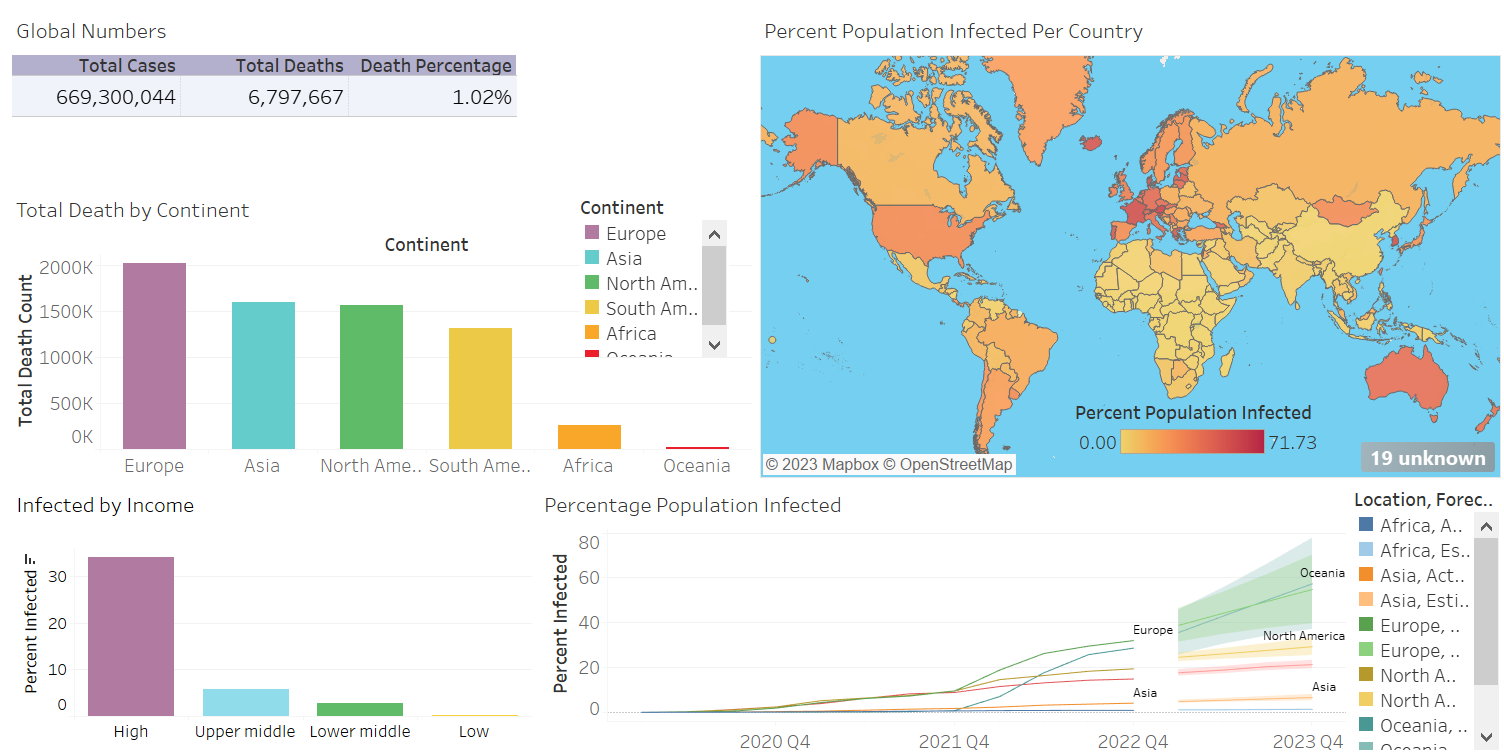 Global Numbers
Total Cases Total Deaths Death Percentage
669,300,044 6,797,667 1.02%
Total Death by Continent
Continent
Total Death Count
2000K
1500K
1000K
500K
0K
Europe Asia North Ame.. South Ame.. Africa Oceania
Continent
Europe
Asia
North Am..
South Am..
Africa
Oceania
Percent Population Infected Per Country
Percent Population Infected
0.00 71.73
© 2023 Mapbox © OpenStreetMap
19 unknown
Infected by Income
Percent Infected
30
20
10
0
High Upper middle Lower middle Low
Percentage Population Infected
Percent Infected
80
60
40
20
0
Oceania
Europe
North America
Asia
Asia
2020 Q4 2021 Q4 2022 Q4 2023 Q4
Location, Forec..
Africa, A..
Africa, Es..
Asia, Act..
Asia, Esti..
Europe, ..
Europe, ..
North A..
North A..
Oceania, ..
Oceania